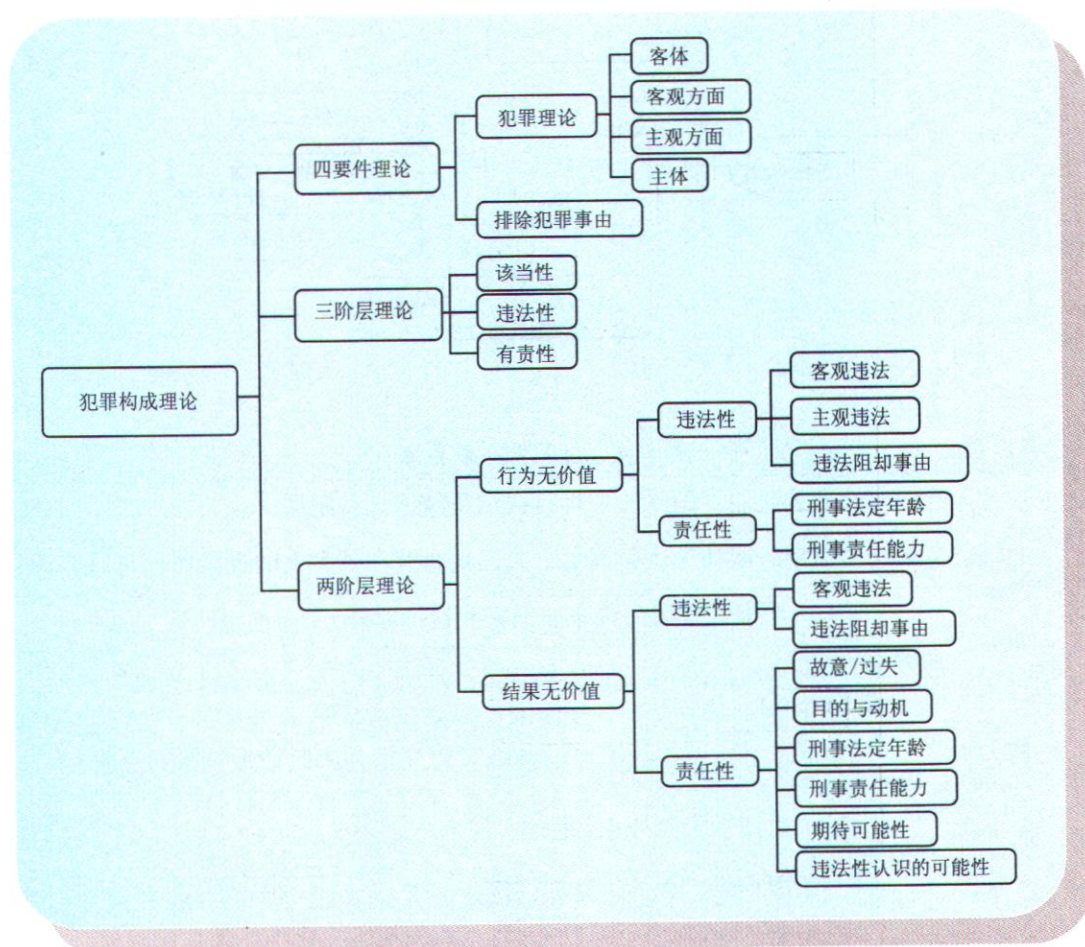 犯罪构成理论
四要件理论
犯罪理论
客体
客观方面
主观方面
主体
排除犯罪事由
三阶层理论
该当性
违法性
有责性
两阶层理论
行为无价值
违法性
客观违法
主观违法
违法阻却事由
责任性
刑事法定年龄
刑事责任能力
结果无价值
违法性
客观违法
违法阻却事由
责任性
故意/过失
目的与动机
刑事法定年龄
刑事责任能力
期待可能性
违法性认识的可能性